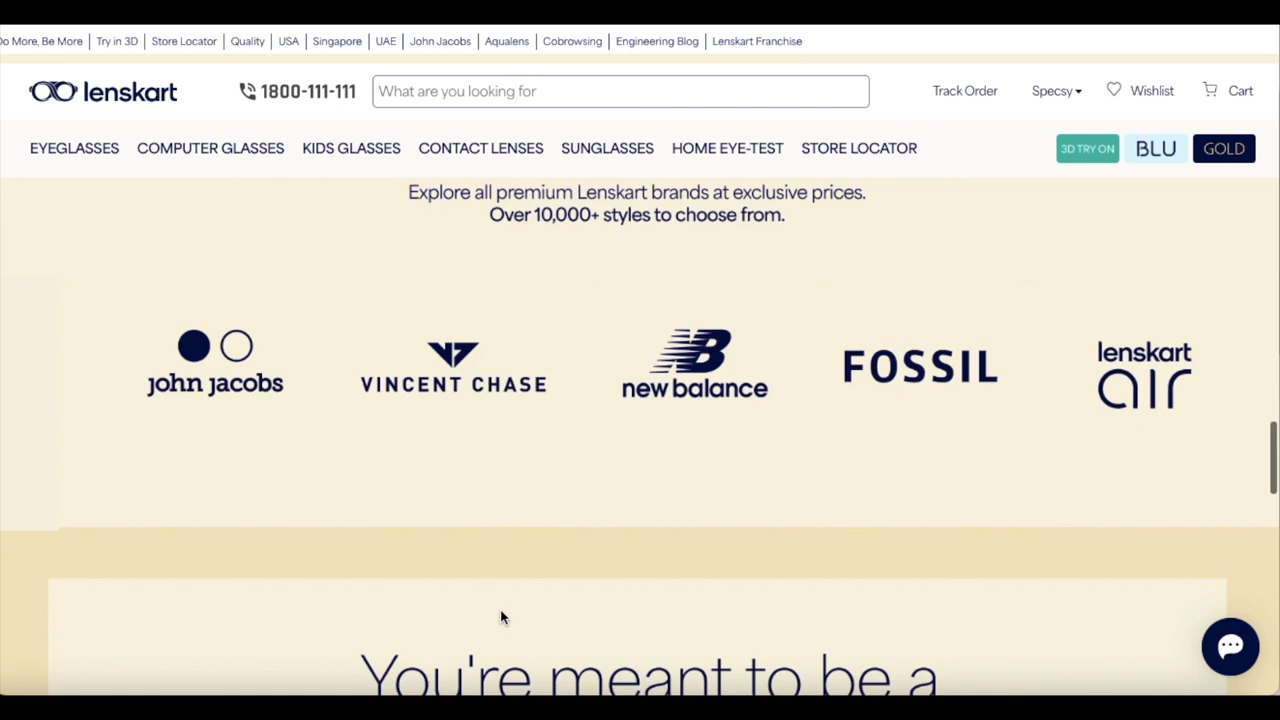 Do More, Be More | Try in 3D | Store Locator | Quality | USA | Singapore | UAE | John Jacobs | Aqualens | Cobrowsing | Engineering Blog | Lenskart Franchise
lenskart 1800-111-111 What are you looking for Track Order Specsy Wishlist Cart
EYEGLASSES COMPUTER GLASSES KIDS GLASSES CONTACT LENSES SUNGLASSES HOME EYE-TEST STORE LOCATOR 3D TRY ON BLU GOLD
Explore all premium Lenskart brands at exclusive prices.
Over 10,000+ styles to choose from.
john jacobs
VINCENT CHASE
new balance
FOSSIL
lenskart
air
You're meant to be a